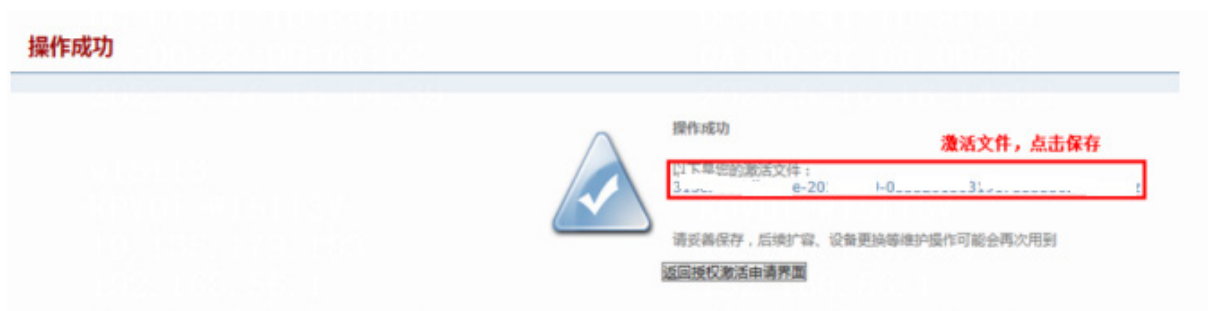 操作成功
操作成功
激活文件，点击保存
以下是您的激活文件：
请妥善保存，后续扩容、设备更换等维护操作可能会再次用到
返回授权激活申请界面